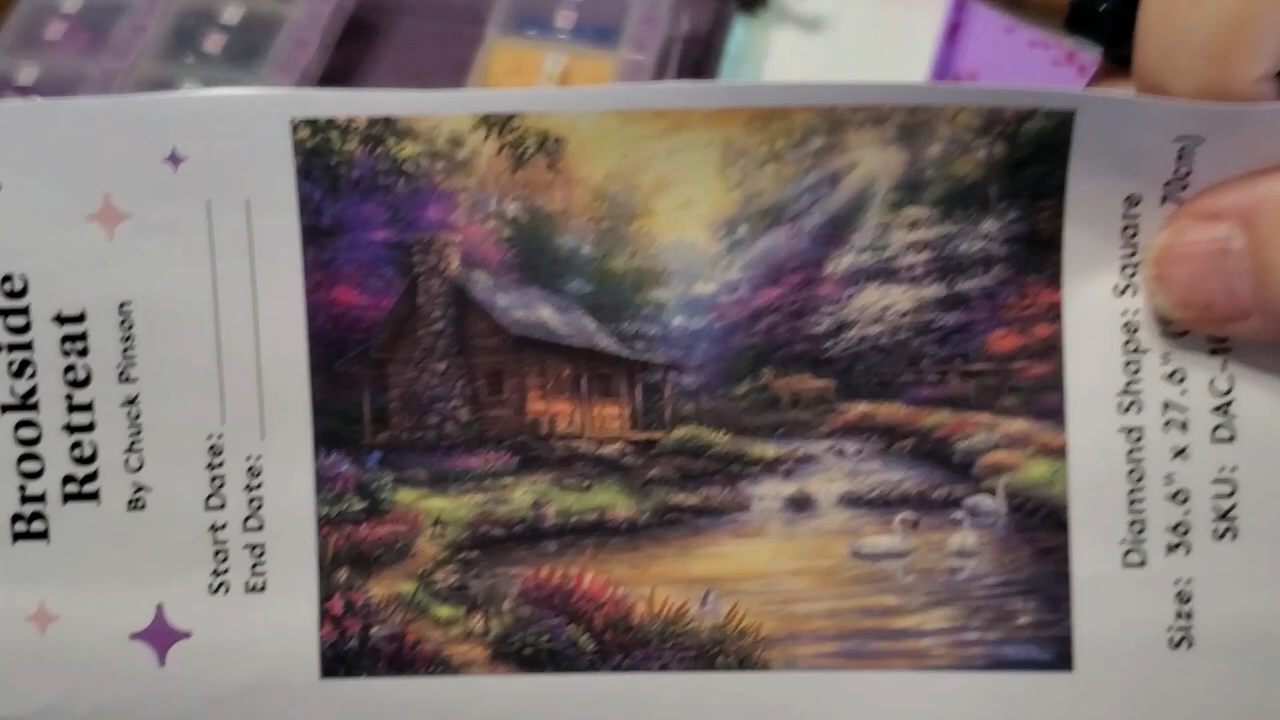 Brookside
Retreat
By Chuck Pinson
Start Date:
End Date:
Diamond Shape: Square
Size: 36.6" x 27.6" 70cm)
SKU: DAC-